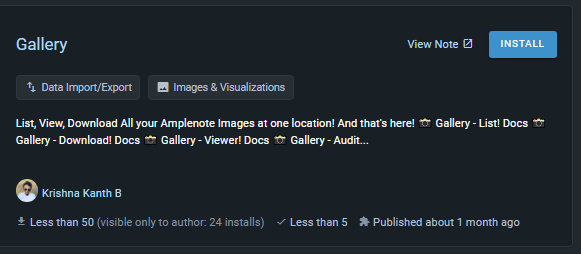 Gallery
View Note
INSTALL
Data Import/Export
Images & Visualizations
List, View, Download All your Amplenote Images at one location! And that's here! 📸 Gallery - List! Docs 📸
Gallery - Download! Docs 📸 Gallery - Viewer! Docs 📸 Gallery - Audit...
Krishna Kanth B
Less than 50 (visible only to author: 24 installs) ✓ Less than 5 Published about 1 month ago